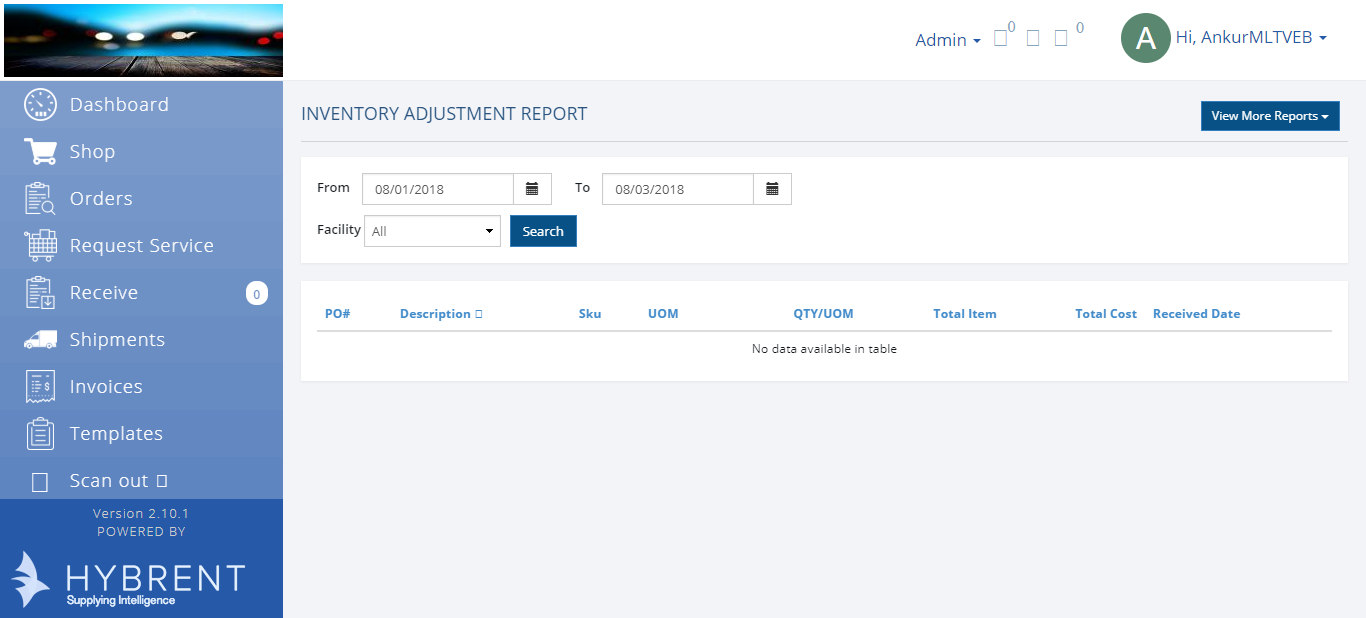 Admin 0 0 A Hi, AnkurMLTVEB
Dashboard
Shop
Orders
Request Service
Receive 0
Shipments
Invoices
Templates
Scan out
Version 2.10.1
POWERED BY
HYBRENT
Supplying Intelligence
INVENTORY ADJUSTMENT REPORT View More Reports
From 08/01/2018 To 08/03/2018
Facility All Search
PO# Description Sku UOM QTY/UOM Total Item Total Cost Received Date
No data available in table